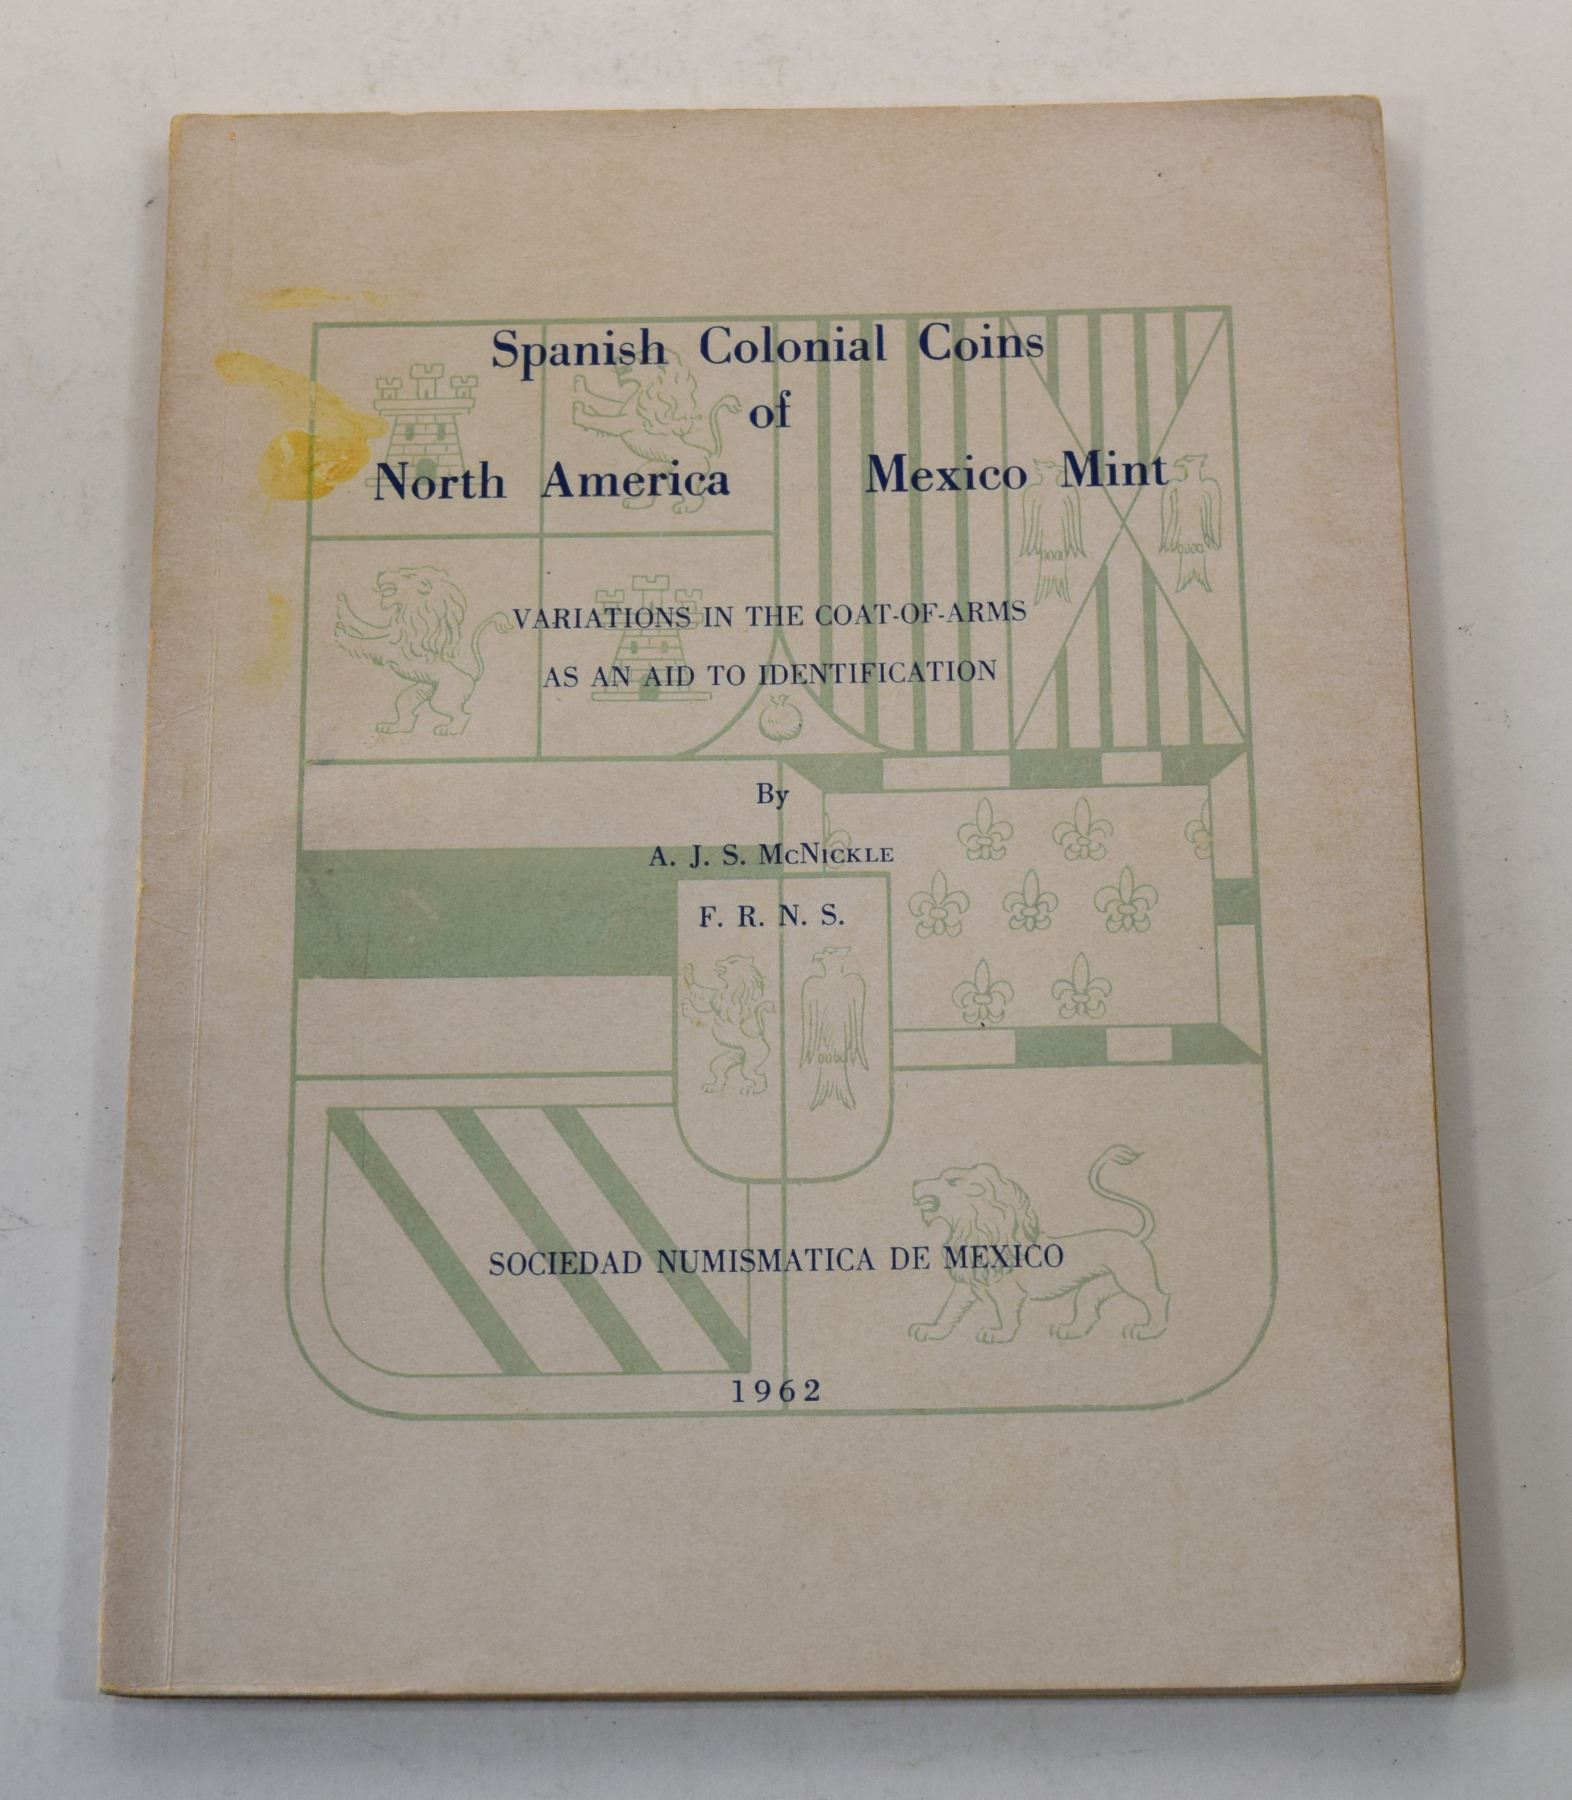 Spanish Colonial Coins
of
North America Mexico Mint
VARIATIONS IN THE COAT-OF-ARMS
AS AN AID TO IDENTIFICATION
By
A. J. S. McNICKLE
F. R. N. S.
SOCIEDAD NUMISMATICA DE MEXICO
1962